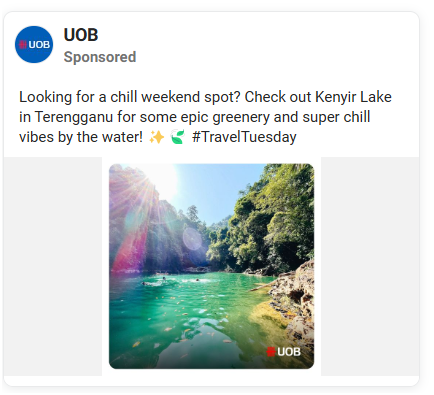 UOB
UOB
Sponsored
Looking for a chill weekend spot? Check out Kenyir Lake
in Terengganu for some epic greenery and super chill
vibes by the water! ✨ 🍃 #TravelTuesday
UOB